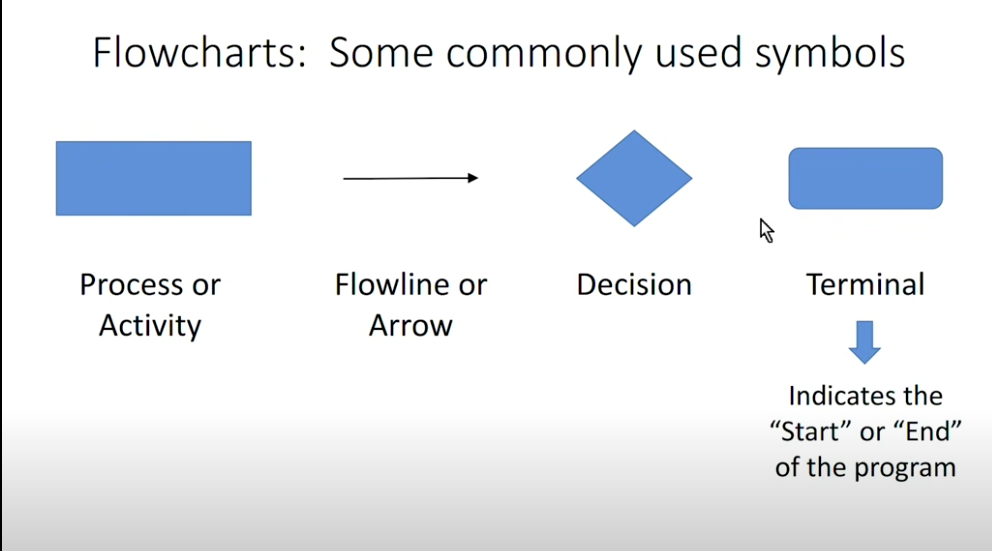 Flowcharts: Some commonly used symbols
Process or
Activity
Flowline or
Arrow
Decision
Terminal
Indicates the
“Start” or “End”
of the program